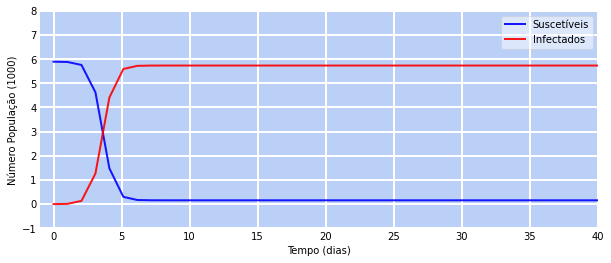 8
7
6
5
4
3
2
1
0
−1
Número População (1000)
Suscetíveis
Infectados
0 5 10 15 20 25 30 35 40
Tempo (dias)